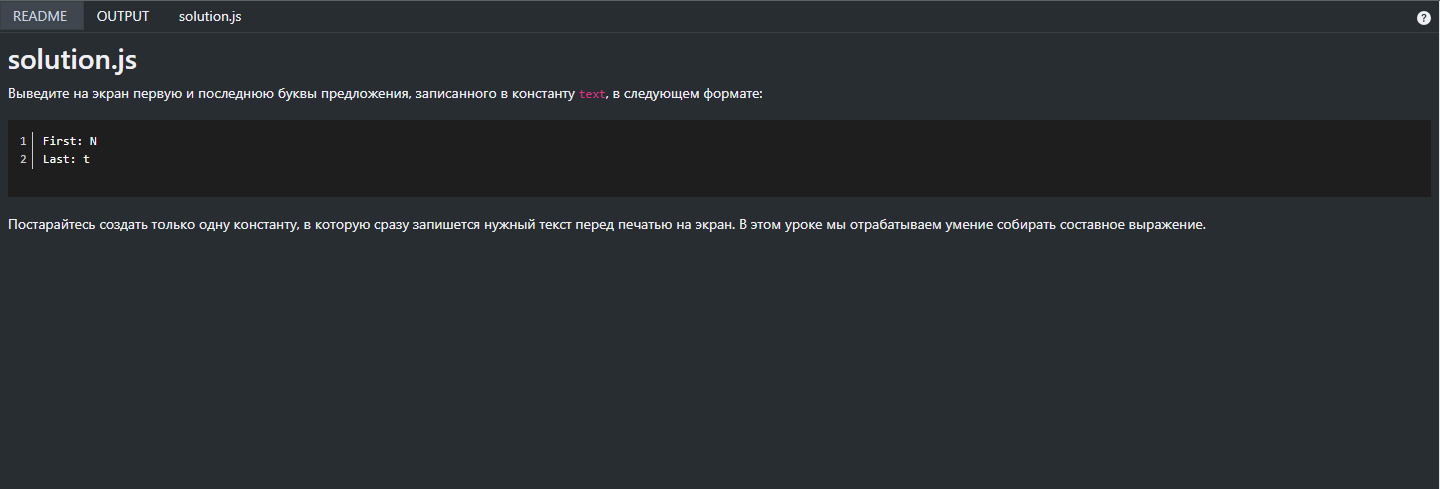 README OUTPUT solution.js
solution.js
Выведите на экран первую и последнюю буквы предложения, записанного в константу text, в следующем формате:
1 First: N
2 Last: t
Постарайтесь создать только одну константу, в которую сразу запишется нужный текст перед печатью на экран. В этом уроке мы отрабатываем умение собирать составное выражение.